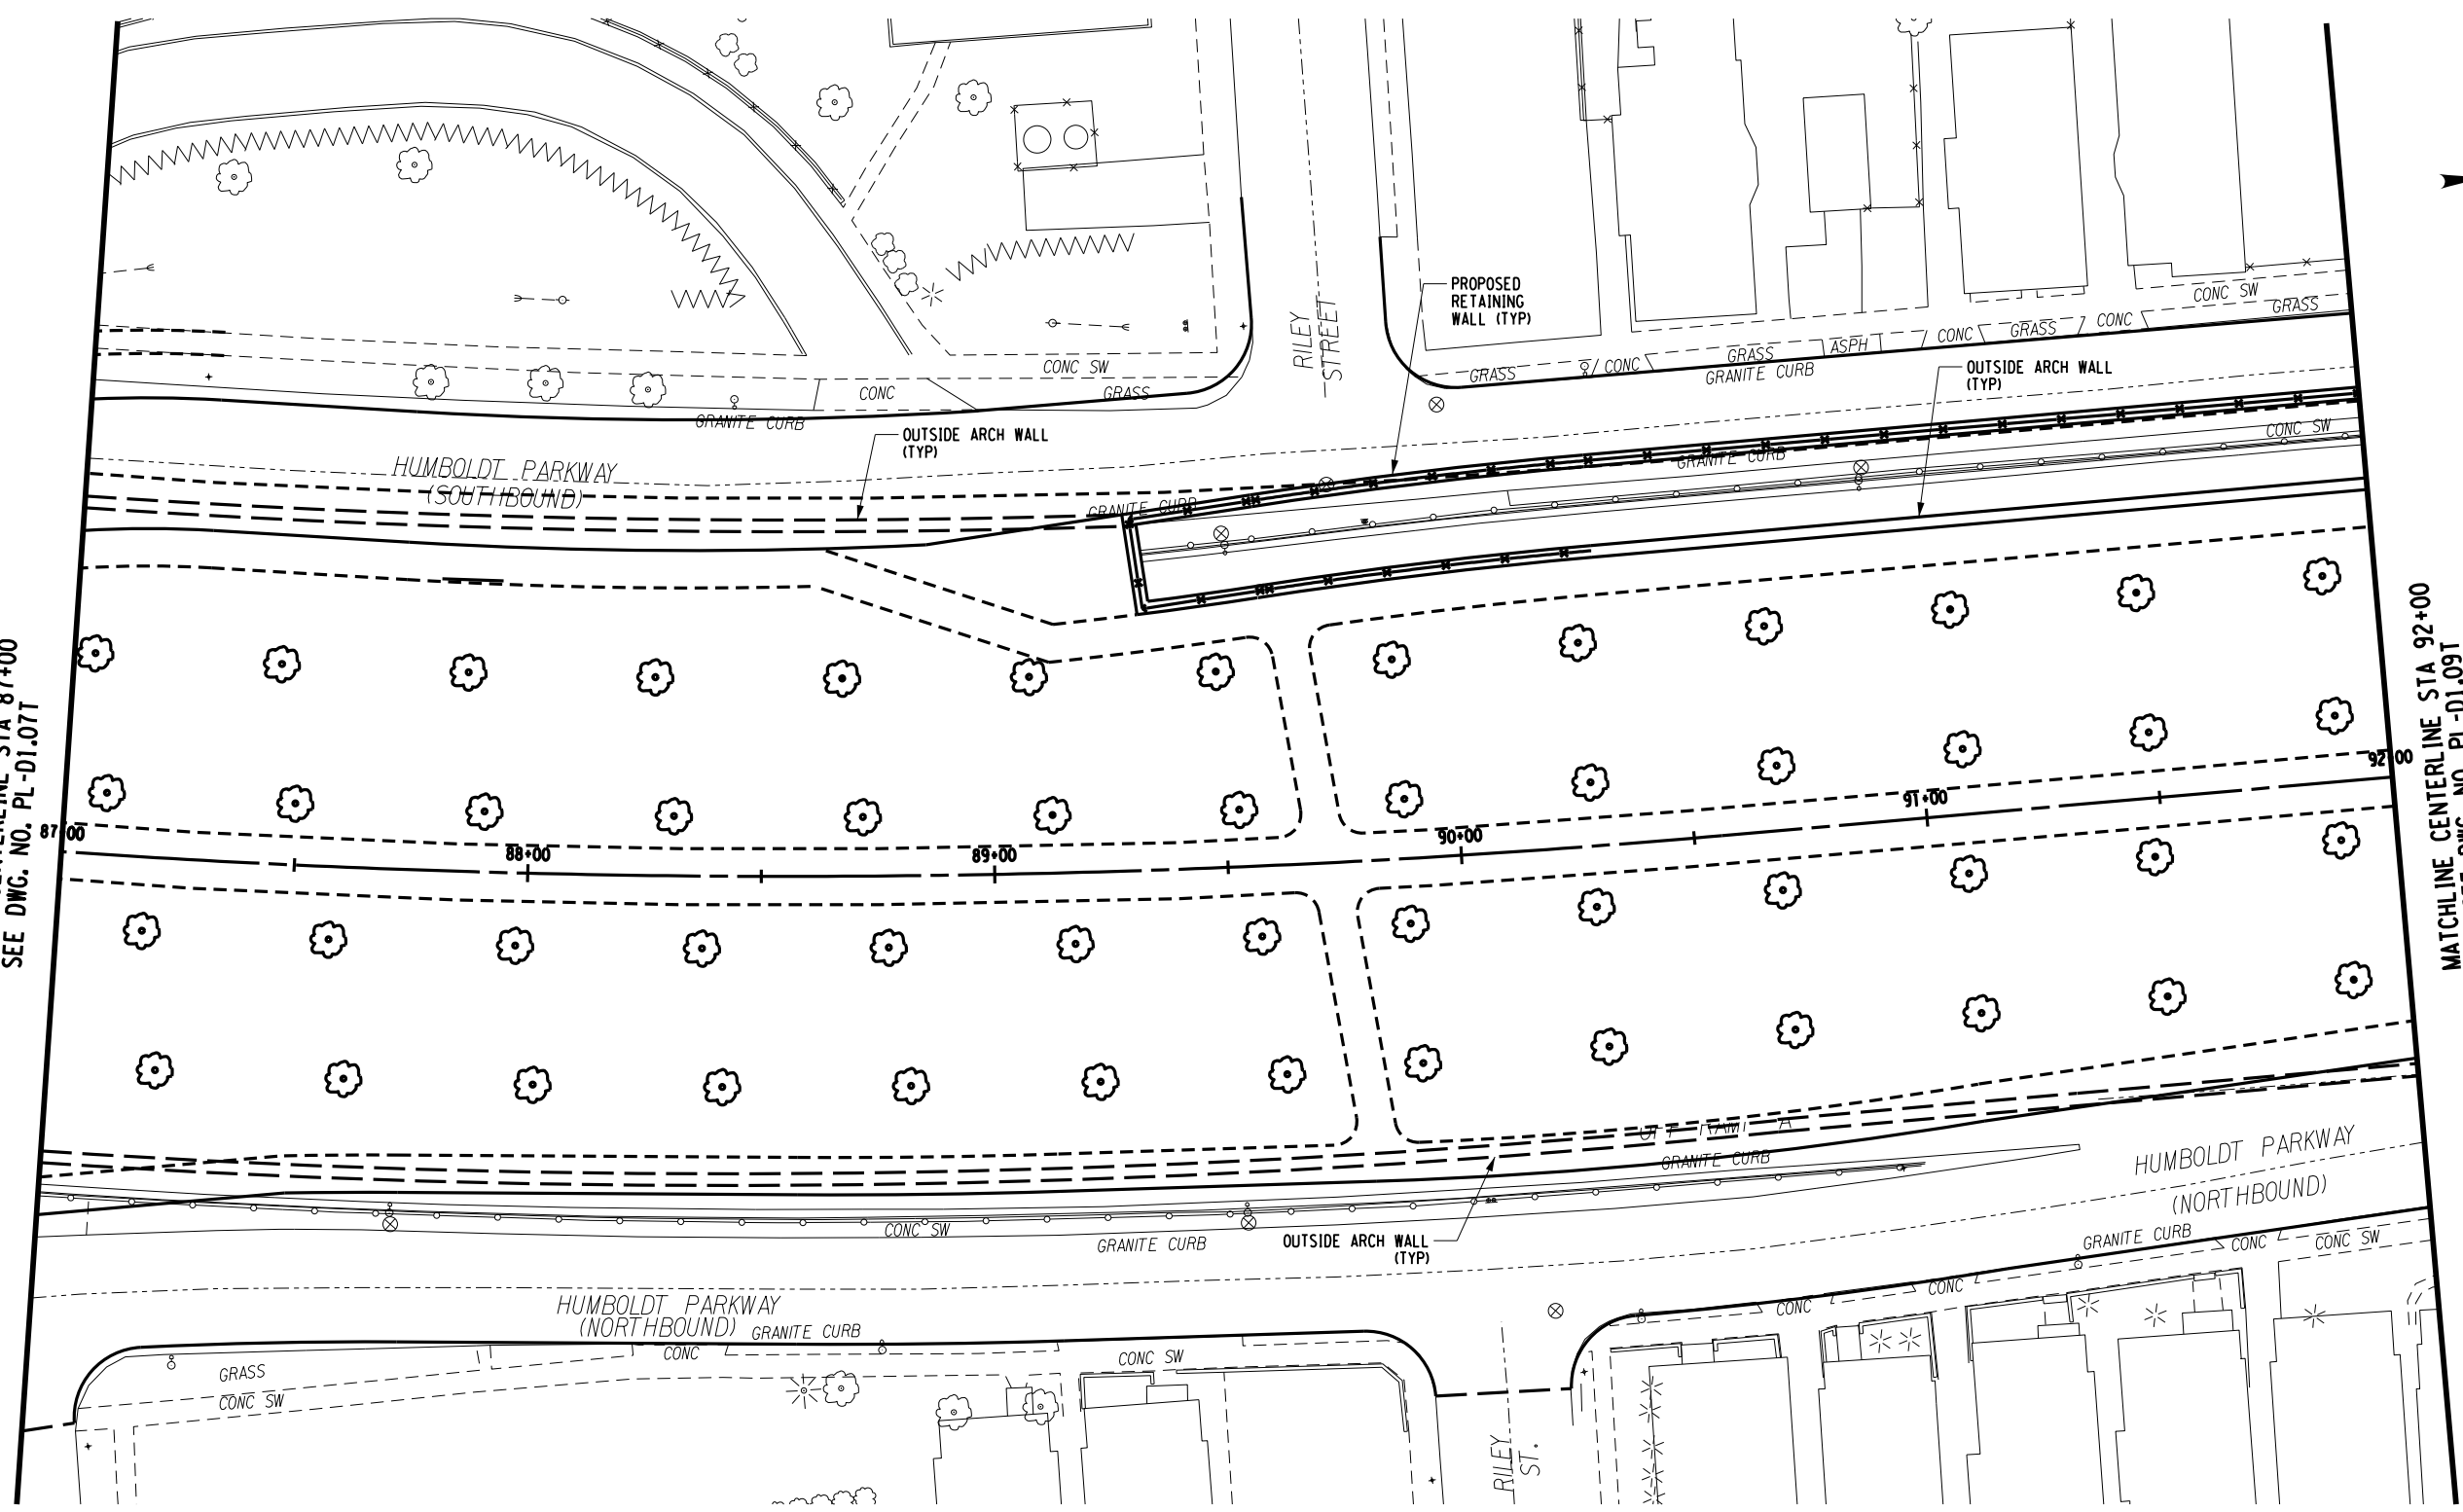 PROPOSED
RETAINING
WALL (TYP)
RILEY
STREET
CONC SW
GRASS
CONC
GRASS
CONC
ASPH
GRASS
CONC
GRASS
GRANITE CURB
OUTSIDE ARCH WALL
(TYP)
CONC SW
CONC
GRASS
GRANITE CURB
OUTSIDE ARCH WALL
(TYP)
HUMBOLDT PARKWAY
(SOUTHBOUND)
CONC SW
GRANITE CURB
GRANITE CURB
SEE DWG. NO. PL-D1.07T
MATCHLINE CENTERLINE STA 92+00
87+00
88+00
89+00
90+00
91+00
92+00
GRANITE CURB
HUMBOLDT PARKWAY
(NORTHBOUND)
CONC SW
GRANITE CURB
OUTSIDE ARCH WALL
(TYP)
GRANITE CURB
CONC
CONC SW
CONC
CONC
HUMBOLDT PARKWAY
(NORTHBOUND)
GRANITE CURB
GRASS
CONC
CONC SW
CONC SW
RILEY
ST.